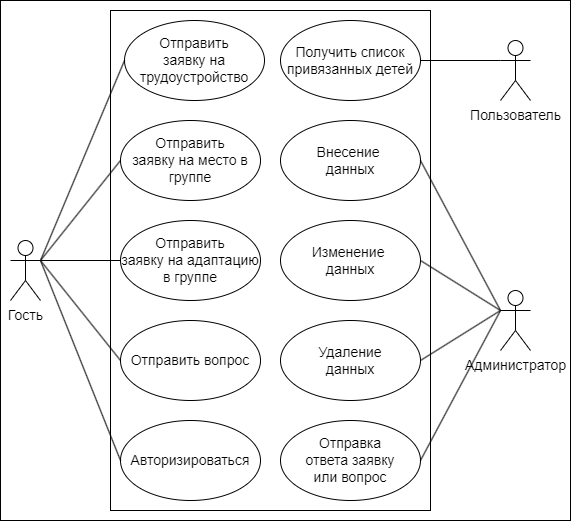 Отправить
заявку на
трудоустройство
Получить список
привязанных детей
Пользователь
Отправить
заявку на место в
группе
Внесение
данных
Гость
Отправить
заявку на адаптацию
в группе
Изменение
данных
Администратор
Отправить вопрос
Удаление
данных
Авторизироваться
Отправка
ответа заявку
или вопрос